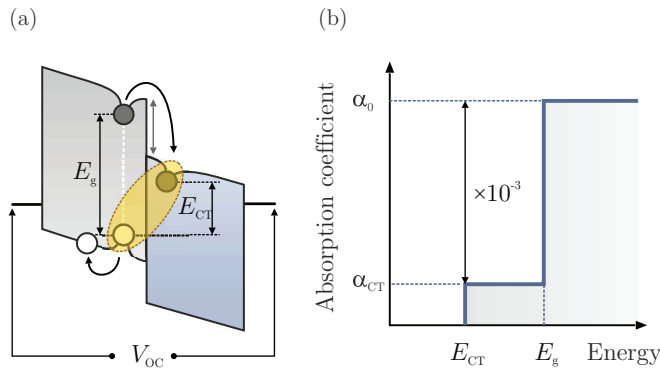 (a)
E_g
E_CT
V_OC
(b)
Absorption coefficient
α_0
×10^-3
α_CT
E_CT
E_g
Energy